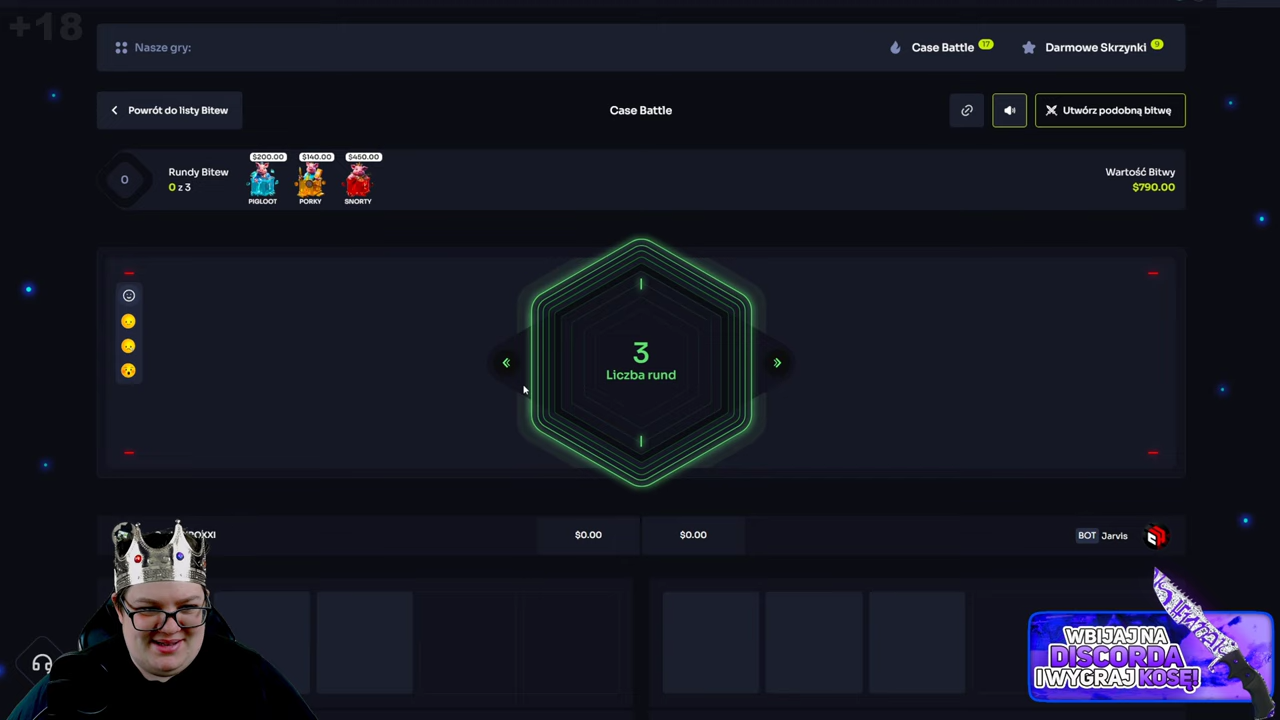 +18
Nasze gry:
Case Battle 17
Darmowe Skrzynki 9
Powrót do listy Bitew
Case Battle
Utwórz podobną bitwę
0
Rundy Bitew
0 z 3
$200.00
PIGLOOT
$140.00
PORKY
$450.00
SNORTY
Wartość Bitwy
$790.00
3
Liczba rund
$0.00
$0.00
BOT Jarvis
WBIJAJ NA
DISCORDA
I WYGRAJ KOSĘ!